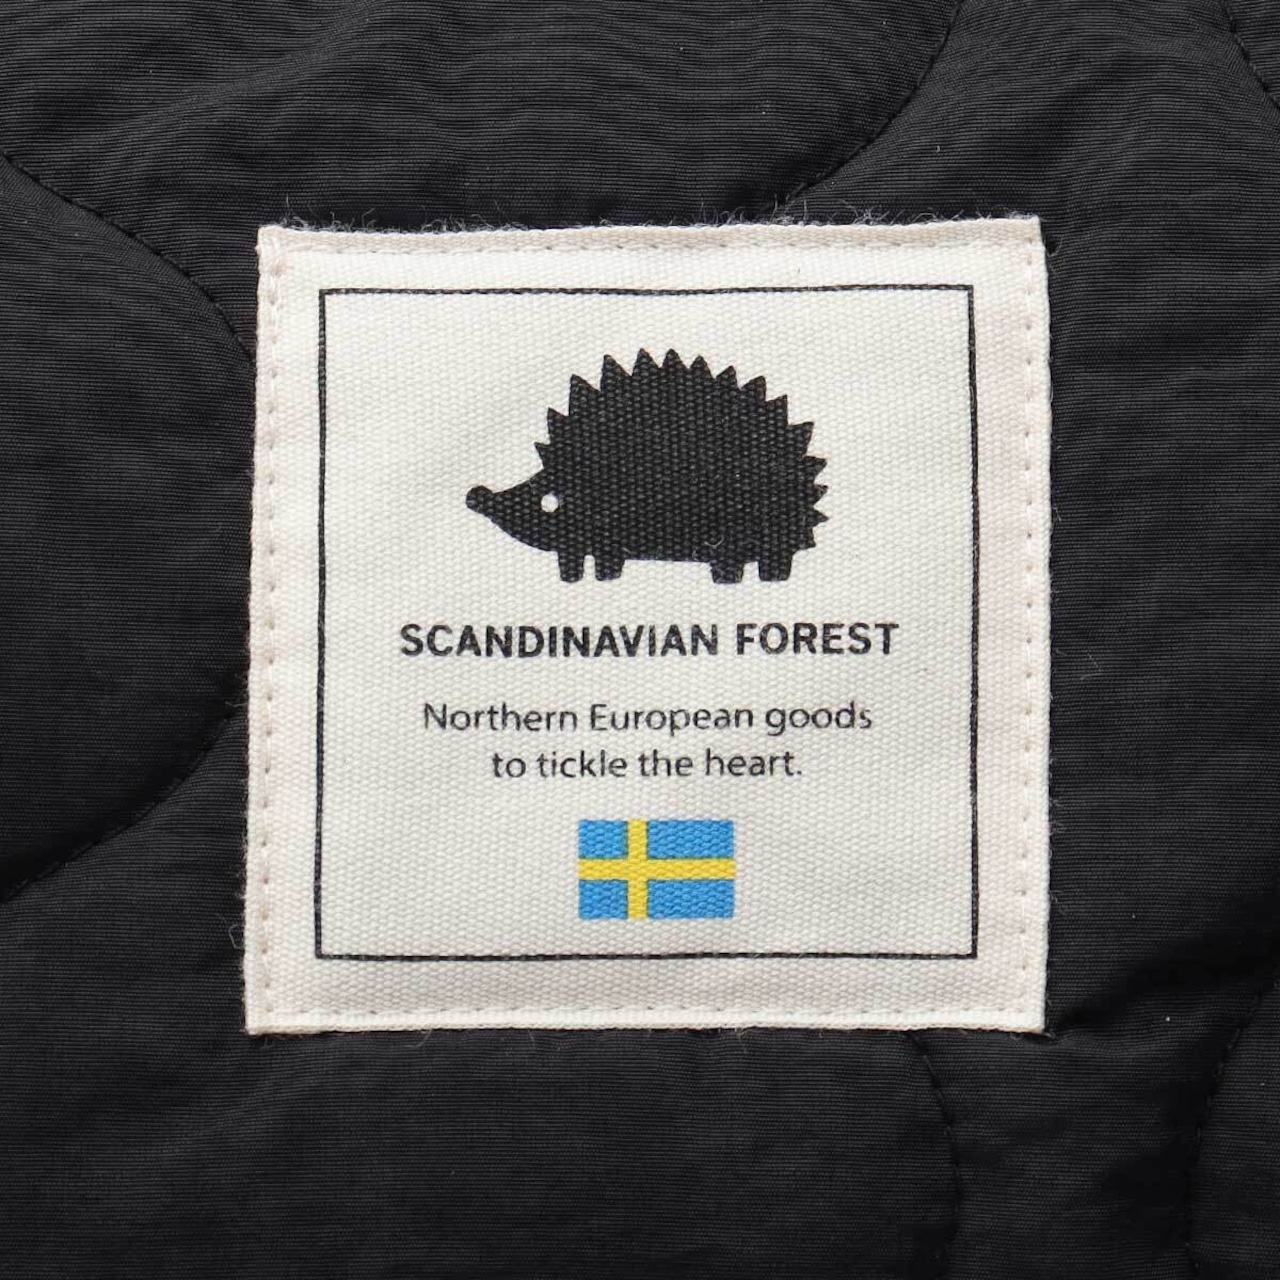 SCANDINAVIAN FOREST
Northern European goods
to tickle the heart.